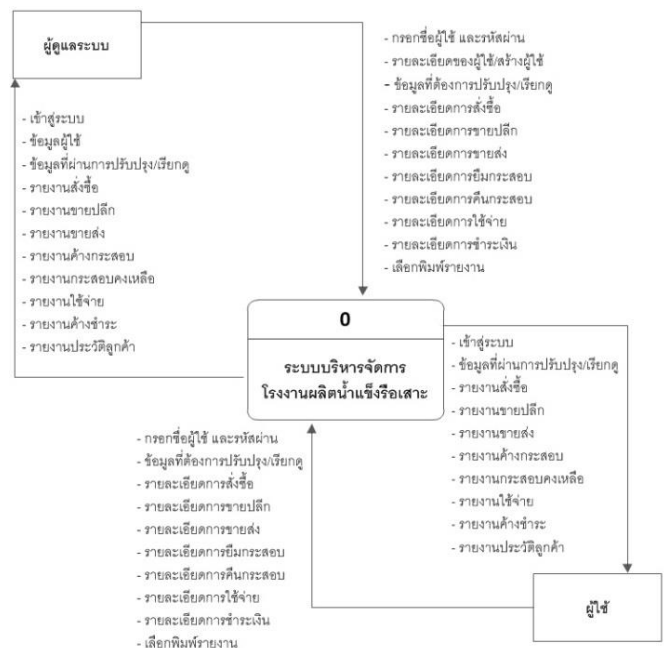 ผู้ดูแลระบบ
- กรอกชื่อผู้ใช้ และรหัสผ่าน
- รายละเอียดของผู้ใช้/สร้างผู้ใช้
- ข้อมูลที่ต้องการปรับปรุง/เรียกดู
- รายละเอียดการสั่งซื้อ
- รายละเอียดการขายปลีก
- รายละเอียดการขายส่ง
- รายละเอียดการยืมกระสอบ
- รายละเอียดการคืนกระสอบ
- รายละเอียดการใช้จ่าย
- รายละเอียดการชำระเงิน
- เลือกพิมพ์รายงาน
- เข้าสู่ระบบ
- ข้อมูลผู้ใช้
- ข้อมูลที่ผ่านการปรับปรุง/เรียกดู
- รายงานสั่งซื้อ
- รายงานขายปลีก
- รายงานขายส่ง
- รายงานค้างกระสอบ
- รายงานกระสอบคงเหลือ
- รายงานใช้จ่าย
- รายงานค้างชำระ
- รายงานประวัติลูกค้า
0
ระบบบริหารจัดการ
โรงงานผลิตน้ำแข็งรือเสาะ
- เข้าสู่ระบบ
- ข้อมูลที่ผ่านการปรับปรุง/เรียกดู
- รายงานสั่งซื้อ
- รายงานขายปลีก
- รายงานขายส่ง
- รายงานค้างกระสอบ
- รายงานกระสอบคงเหลือ
- รายงานใช้จ่าย
- รายงานค้างชำระ
- รายงานประวัติลูกค้า
- กรอกชื่อผู้ใช้ และรหัสผ่าน
- ข้อมูลที่ต้องการปรับปรุง/เรียกดู
- รายละเอียดการสั่งซื้อ
- รายละเอียดการขายปลีก
- รายละเอียดการขายส่ง
- รายละเอียดการยืมกระสอบ
- รายละเอียดการคืนกระสอบ
- รายละเอียดการใช้จ่าย
- รายละเอียดการชำระเงิน
- เลือกพิมพ์รายงาน
ผู้ใช้